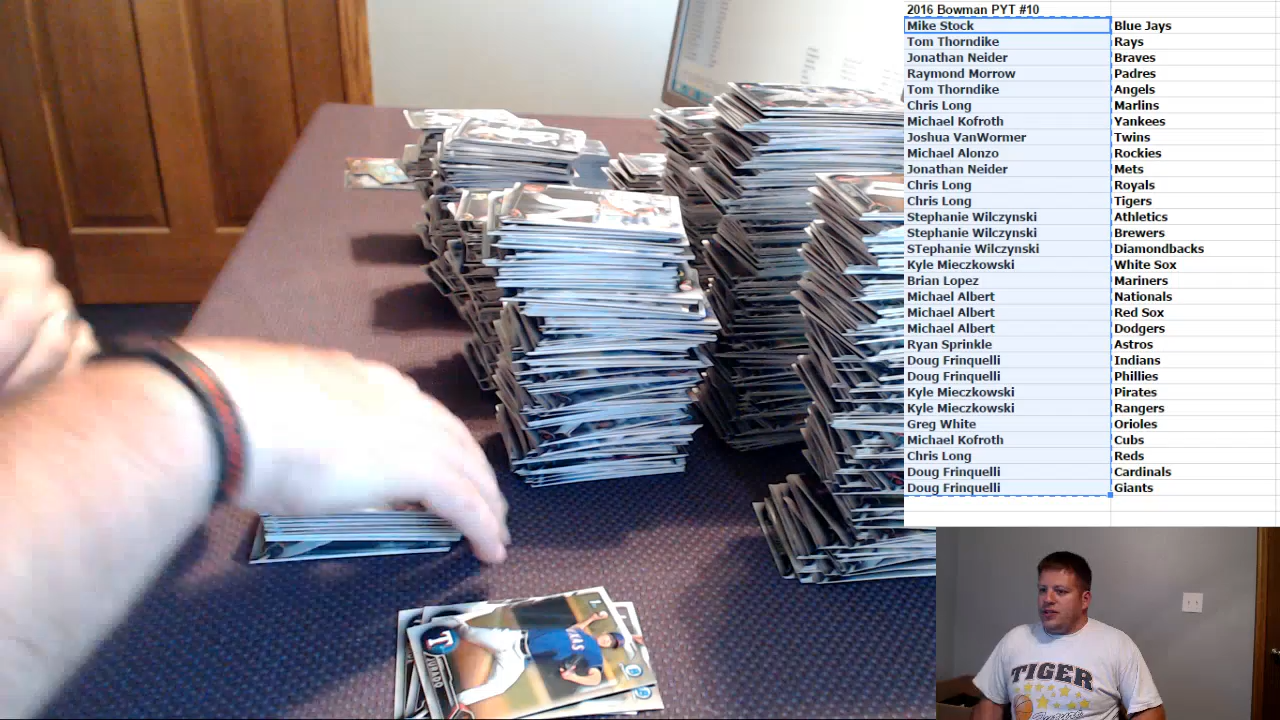 2016 Bowman PYT #10
Mike Stock Blue Jays
Tom Thorndike Rays
Jonathan Neider Braves
Raymond Morrow Padres
Tom Thorndike Angels
Chris Long Marlins
Michael Kofroth Yankees
Joshua VanWormer Twins
Michael Alonzo Rockies
Jonathan Neider Mets
Chris Long Royals
Chris Long Tigers
Stephanie Wilczynski Athletics
Stephanie Wilczynski Brewers
STephanie Wilczynski Diamondbacks
Kyle Mieczkowski White Sox
Brian Lopez Mariners
Michael Albert Nationals
Michael Albert Red Sox
Michael Albert Dodgers
Ryan Sprinkle Astros
Doug Frinquelli Indians
Doug Frinquelli Phillies
Kyle Mieczkowski Pirates
Kyle Mieczkowski Rangers
Greg White Orioles
Michael Kofroth Cubs
Chris Long Reds
Doug Frinquelli Cardinals
Doug Frinquelli Giants
T
JURADO
TIGER